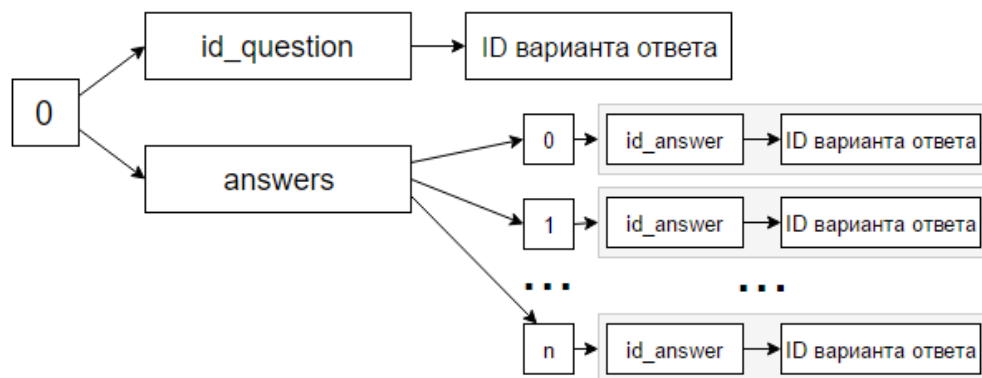 id_question
ID варианта ответа
0
answers
0
id_answer
ID варианта ответа
1
id_answer
ID варианта ответа
...
...
n
id_answer
ID варианта ответа